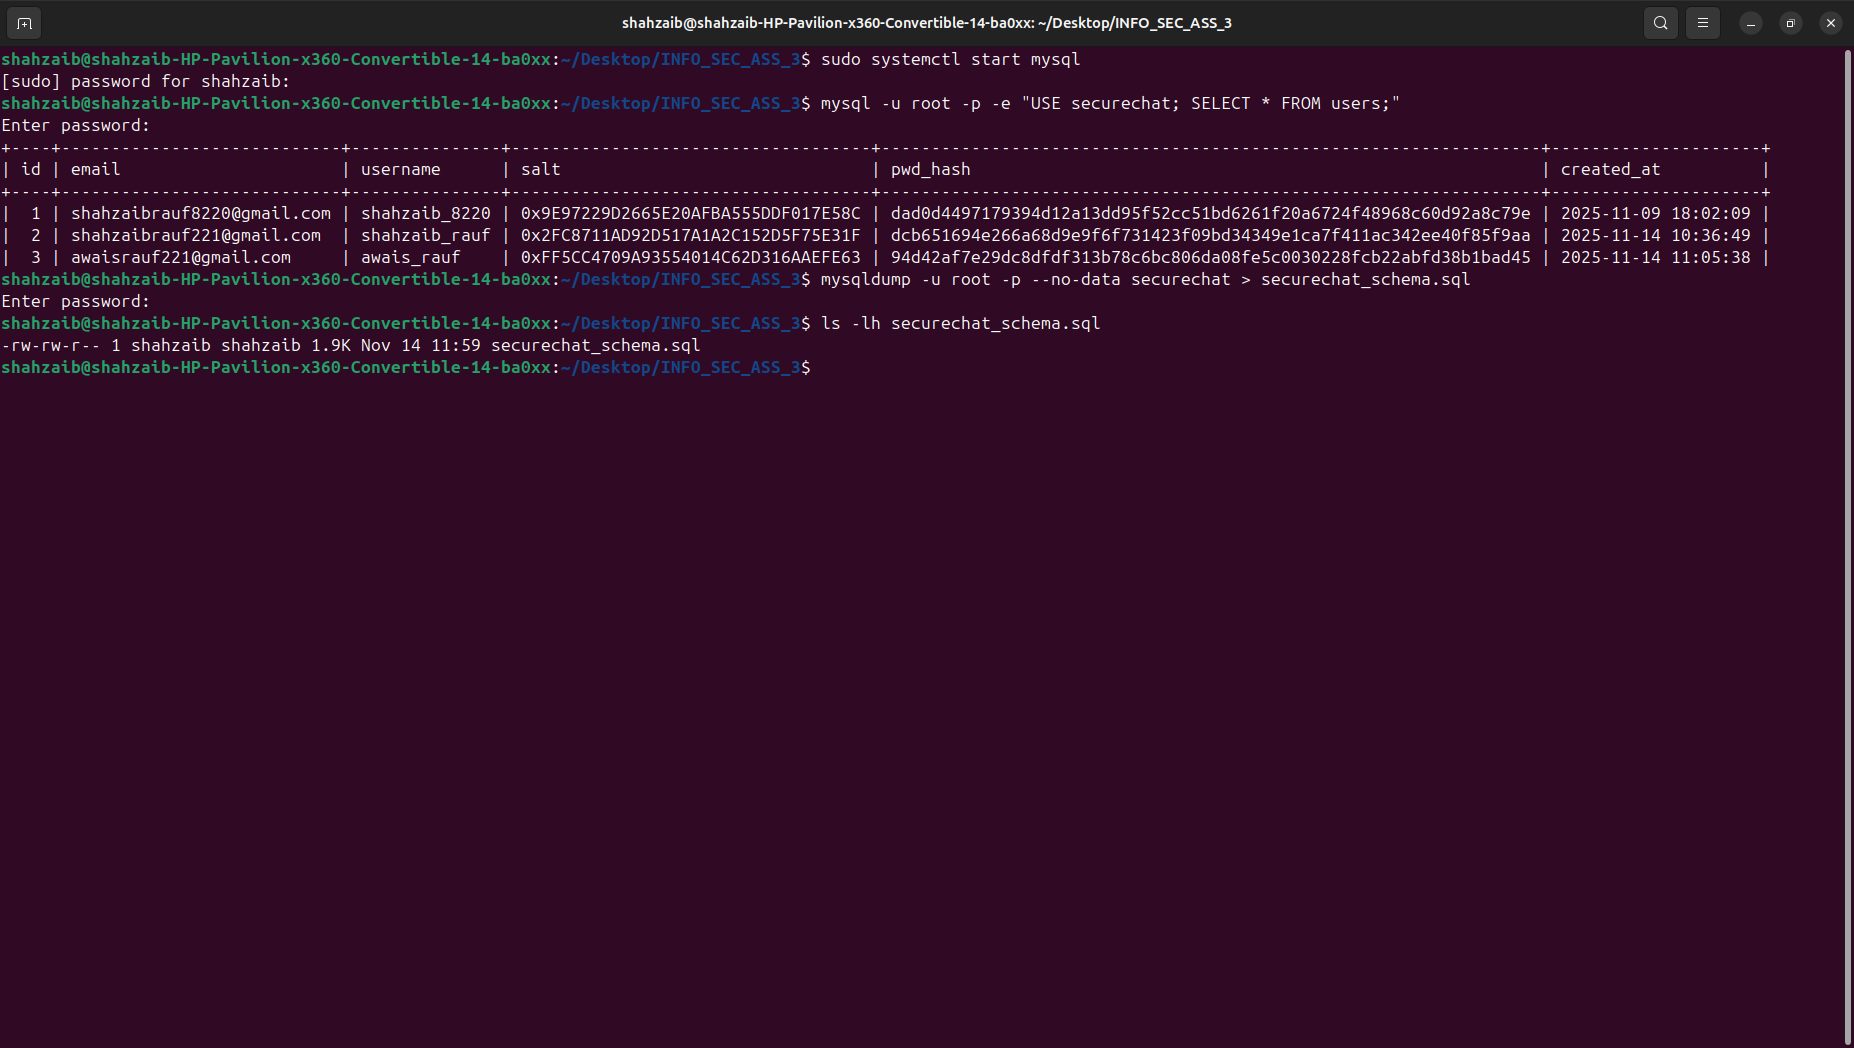 shahzaib@shahzaib-HP-Pavilion-x360-Convertible-14-ba0xx: ~/Desktop/INFO_SEC_ASS_3
shahzaib@shahzaib-HP-Pavilion-x360-Convertible-14-ba0xx:~/Desktop/INFO_SEC_ASS_3$ sudo systemctl start mysql
[sudo] password for shahzaib:
shahzaib@shahzaib-HP-Pavilion-x360-Convertible-14-ba0xx:~/Desktop/INFO_SEC_ASS_3$ mysql -u root -p -e "USE securechat; SELECT * FROM users;"
Enter password:
+----+----------------------------+---------------+------------------------------------+------------------------------------------------------------------+---------------------+
| id | email                      | username      | salt                               | pwd_hash                                                         | created_at          |
+----+----------------------------+---------------+------------------------------------+------------------------------------------------------------------+---------------------+
|  1 | shahzaibrauf8220@gmail.com | shahzaib_8220 | 0x9E97229D2665E20AFBA555DDF017E58C | dad0d4497179394d12a13dd95f52cc51bd6261f20a6724f48968c60d92a8c79e | 2025-11-09 18:02:09 |
|  2 | shahzaibrauf221@gmail.com  | shahzaib_rauf | 0x2FC8711AD92D517A1A2C152D5F75E31F | dcb651694e266a68d9e9f6f731423f09bd34349e1ca7f411ac342ee40f85f9aa | 2025-11-14 10:36:49 |
|  3 | awaisrauf221@gmail.com     | awais_rauf    | 0xFF5CC4709A93554014C62D316AAEFE63 | 94d42af7e29dc8dfdf313b78c6bc806da08fe5c0030228fcb22abfd38b1bad45 | 2025-11-14 11:05:38 |
shahzaib@shahzaib-HP-Pavilion-x360-Convertible-14-ba0xx:~/Desktop/INFO_SEC_ASS_3$ mysqldump -u root -p --no-data securechat > securechat_schema.sql
Enter password:
shahzaib@shahzaib-HP-Pavilion-x360-Convertible-14-ba0xx:~/Desktop/INFO_SEC_ASS_3$ ls -lh securechat_schema.sql
-rw-rw-r-- 1 shahzaib shahzaib 1.9K Nov 14 11:59 securechat_schema.sql
shahzaib@shahzaib-HP-Pavilion-x360-Convertible-14-ba0xx:~/Desktop/INFO_SEC_ASS_3$